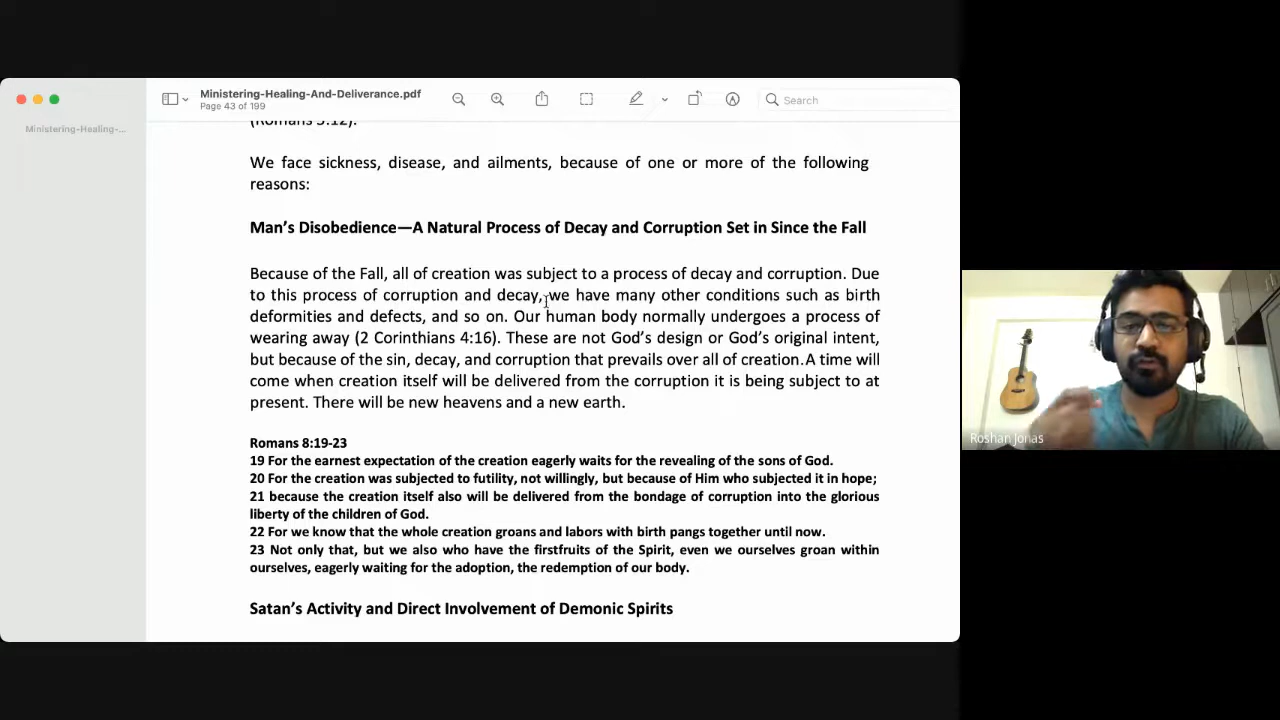 Ministering-Healing-And-Deliverance.pdf
Page 43 of 199
Search
Ministering-Healing-...
(Romans 5:12).
We face sickness, disease, and ailments, because of one or more of the following
reasons:
Man's Disobedience—A Natural Process of Decay and Corruption Set in Since the Fall
Because of the Fall, all of creation was subject to a process of decay and corruption. Due
to this process of corruption and decay, we have many other conditions such as birth
deformities and defects, and so on. Our human body normally undergoes a process of
wearing away (2 Corinthians 4:16). These are not God's design or God's original intent,
but because of the sin, decay, and corruption that prevails over all of creation. A time will
come when creation itself will be delivered from the corruption it is being subject to at
present. There will be new heavens and a new earth.
Romans 8:19-23
19 For the earnest expectation of the creation eagerly waits for the revealing of the sons of God.
20 For the creation was subjected to futility, not willingly, but because of Him who subjected it in hope;
21 because the creation itself also will be delivered from the bondage of corruption into the glorious
liberty of the children of God.
22 For we know that the whole creation groans and labors with birth pangs together until now.
23 Not only that, but we also who have the firstfruits of the Spirit, even we ourselves groan within
ourselves, eagerly waiting for the adoption, the redemption of our body.
Satan's Activity and Direct Involvement of Demonic Spirits
Roshan Jonas